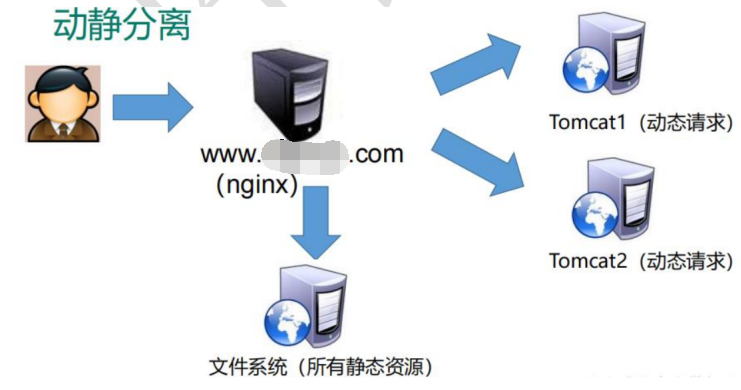 动静分离
www. .com
（nginx）
Tomcat1（动态请求）
Tomcat2（动态请求）
文件系统（所有静态资源）